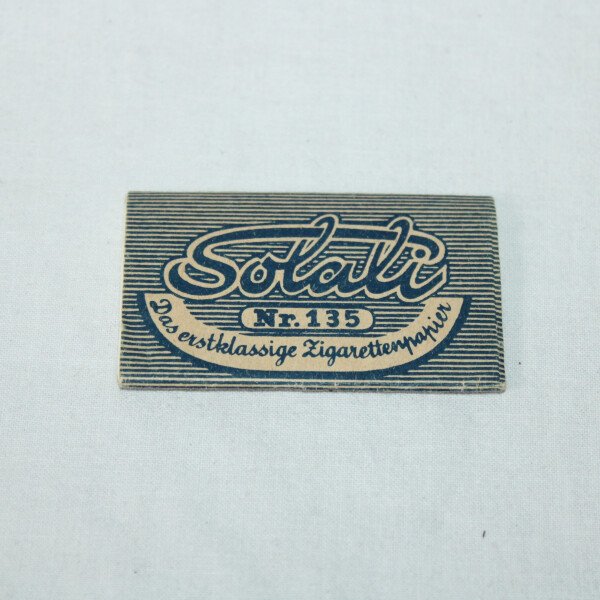 Solali
Nr. 135
Das erstklassige Zigarettenpapier